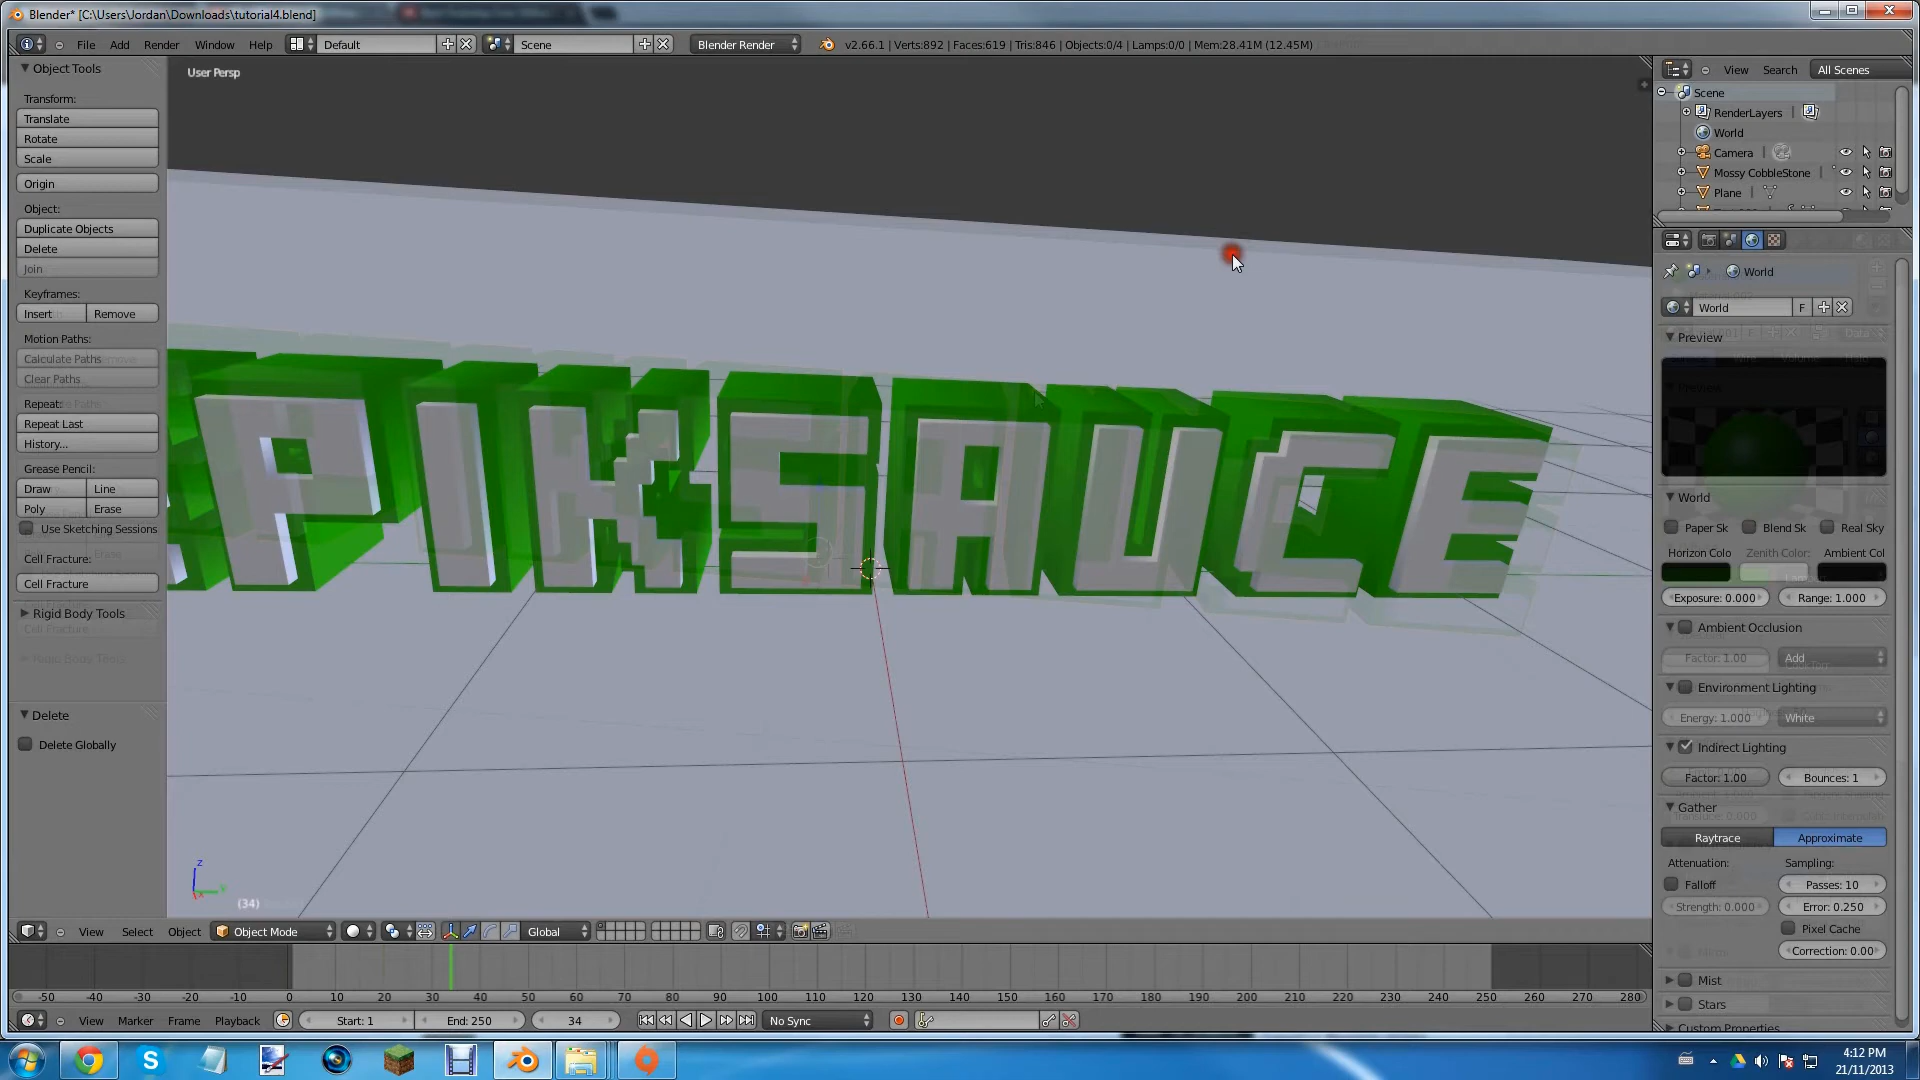 Blender* [C:\Users\Jordan\Downloads\tutorial4.blend]
File Add Render Window Help Default Scene Blender Render v2.66.1 | Verts:892 | Faces:619 | Tris:846 | Objects:0/4 | Lamps:0/0 | Mem:28.41M (12.45M)
Object Tools
Transform:
Translate
Rotate
Scale
Origin
Object:
Duplicate Objects
Delete
Join
Keyframes:
Insert Remove
Motion Paths:
Calculate Paths
Clear Paths
Repeat:
Repeat Last
History...
Grease Pencil:
Draw Line
Poly Erase
Use Sketching Sessions
Cell Fracture:
Cell Fracture
Rigid Body Tools
Delete
Delete Globally
User Persp
PIKSAUCE
z
(34)
View Search All Scenes
Scene
RenderLayers
World
Camera
Mossy CobbleStone
Plane
World
World F
Preview
World
Paper Sk Blend Sk Real Sky
Horizon Colo Zenith Color: Ambient Col
Exposure: 0.000 Range: 1.000
Ambient Occlusion
Factor: 1.00 Add
Environment Lighting
Energy: 1.000 White
Indirect Lighting
Factor: 1.00 Bounces: 1
Gather
Raytrace Approximate
Attenuation: Sampling:
Falloff Passes: 10
Strength: 0.000 Error: 0.250
Pixel Cache
Correction: 0.00
Mist
Stars
Custom Properties
View Select Object Object Mode Global
-50 -40 -30 -20 -10 0 10 20 30 40 50 60 70 80 90 100 110 120 130 140 150 160 170 180 190 200 210 220 230 240 250 260 270 280
View Marker Frame Playback Start: 1 End: 250 34 No Sync
4:12 PM
21/11/2013